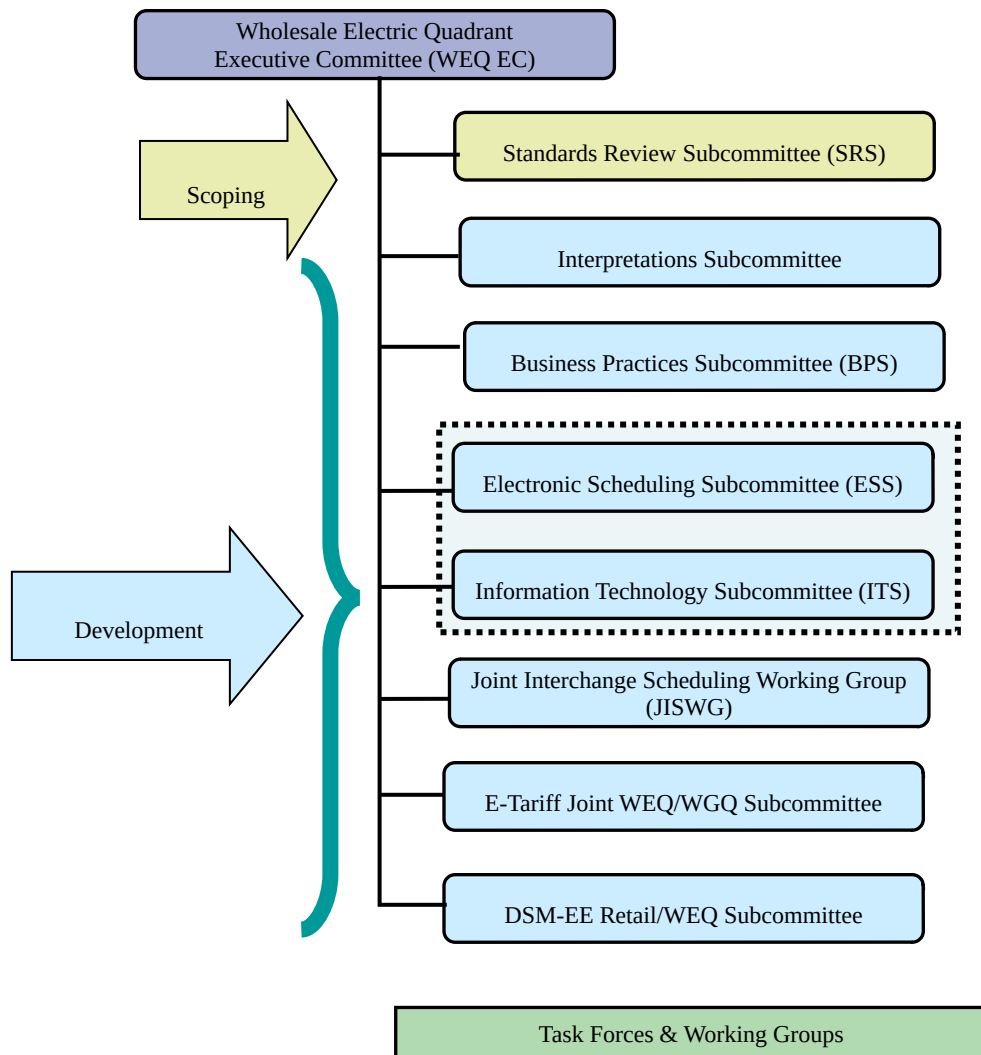 Wholesale Electric Quadrant
Executive Committee (WEQ EC)
Standards Review Subcommittee (SRS)
Scoping
Interpretations Subcommittee
Business Practices Subcommittee (BPS)
Electronic Scheduling Subcommittee (ESS)
Information Technology Subcommittee (ITS)
Development
Joint Interchange Scheduling Working Group
(JISWG)
E-Tariff Joint WEQ/WGQ Subcommittee
DSM-EE Retail/WEQ Subcommittee
Task Forces & Working Groups